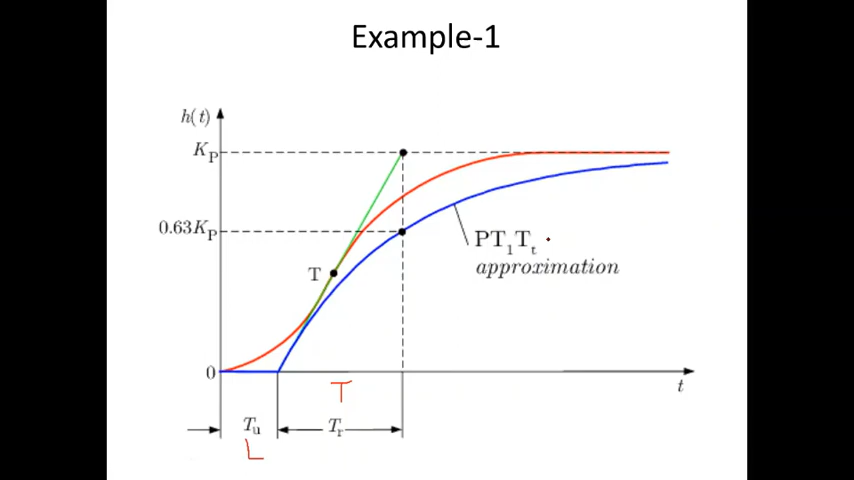 Example-1
h(t)
K_P
0.63K_P
PT_1T_t
approximation
T
0
T
t
T_u
T_r
L